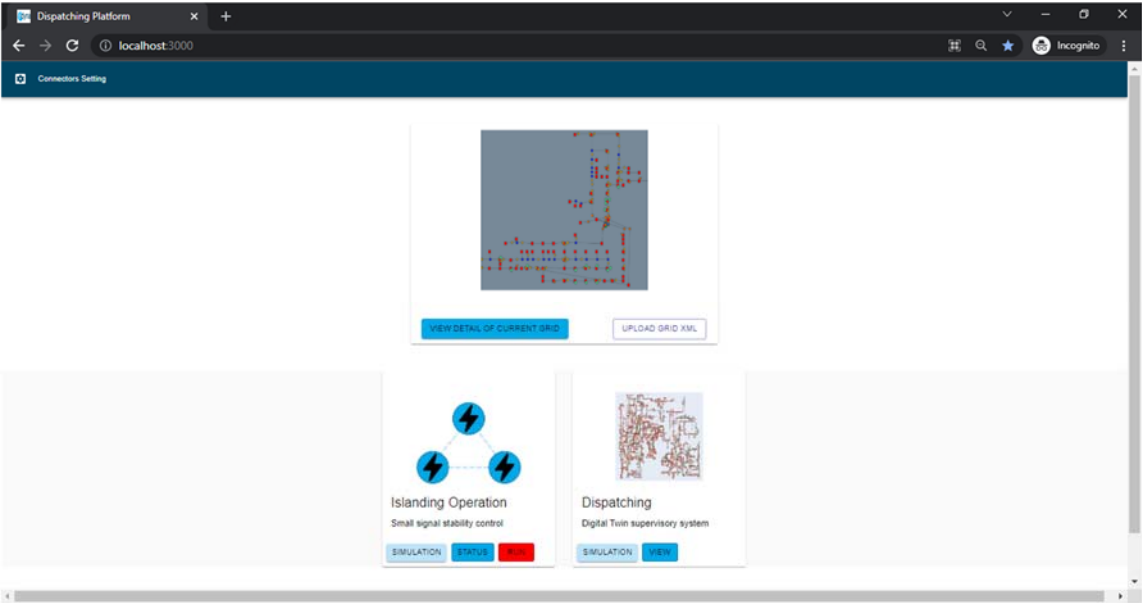 Dispatching Platform
localhost:3000
Incognito
Connectors Setting
VIEW DETAIL OF CURRENT GRID
UPLOAD GRID XML
Islanding Operation
Small signal stability control
SIMULATION STATUS RUN
Dispatching
Digital Twin supervisory system
SIMULATION VIEW